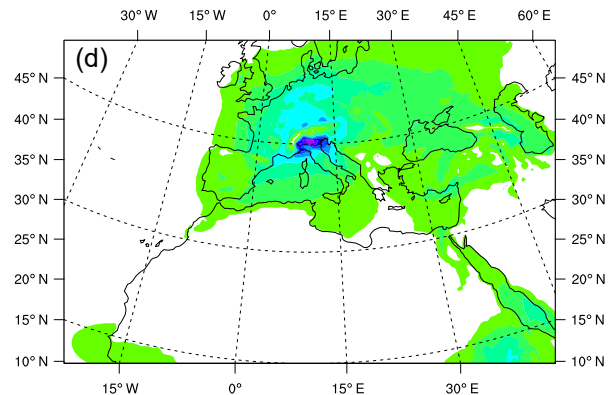 30° W 15° W 0° 15° E 30° E 45° E 60° E
(d)
45° N 45° N
40° N 40° N
35° N 35° N
30° N 30° N
25° N 25° N
20° N 20° N
15° N 15° N
10° N 10° N
15° W 0° 15° E 30° E